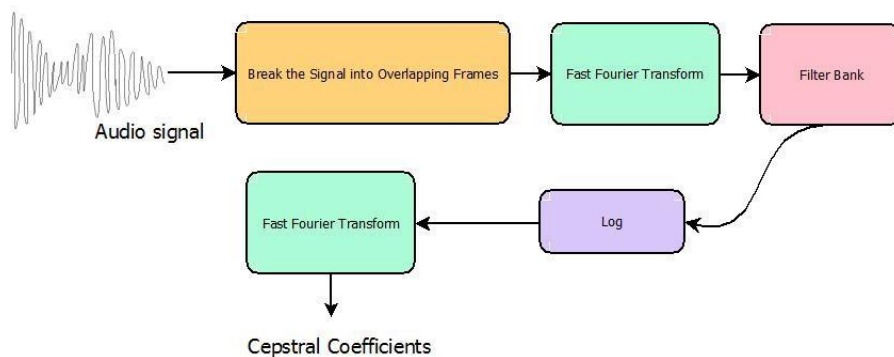 Audio signal
Break the Signal into Overlapping Frames
Fast Fourier Transform
Filter Bank
Log
Fast Fourier Transform
Cepstral Coefficients